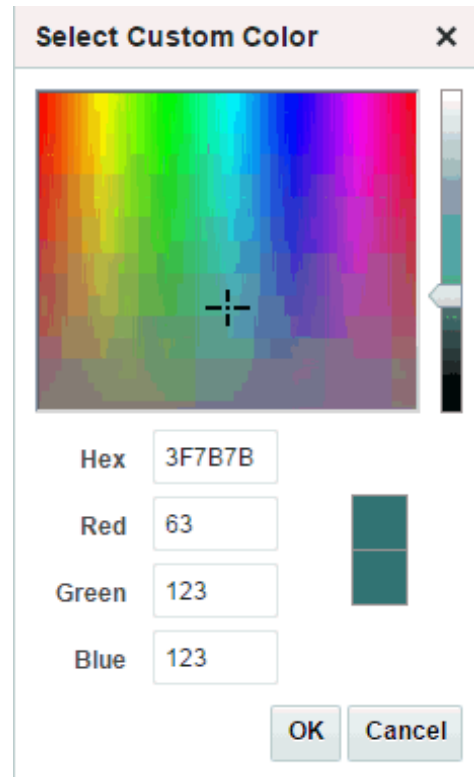 Select Custom Color ×
Hex 3F7B7B
Red 63
Green 123
Blue 123
OK Cancel